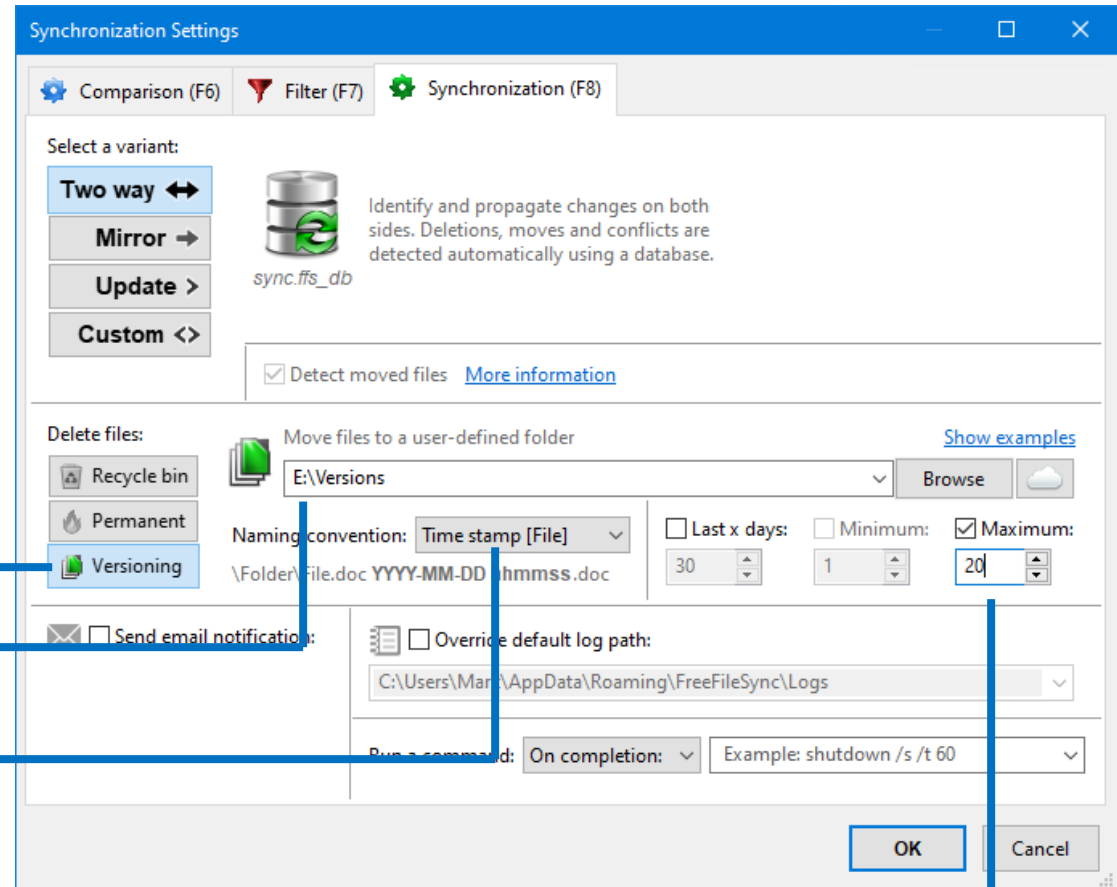 Synchronization Settings
Comparison (F6) Filter (F7) Synchronization (F8)
Select a variant:
Two way
Mirror
Update >
Custom <>
sync.ffs_db
Identify and propagate changes on both
sides. Deletions, moves and conflicts are
detected automatically using a database.
Detect moved files More information
Delete files:
Recycle bin
Permanent
Versioning
Move files to a user-defined folder Show examples
E:\Versions Browse
Naming convention: Time stamp [File]
\Folder\File.doc YYYY-MM-DD hhmmss.doc
Last x days: Minimum: Maximum:
30 1 20
Send email notification:
Override default log path:
C:\Users\Marc\AppData\Roaming\FreeFileSync\Logs
Run a command: On completion: Example: shutdown /s /t 60
OK Cancel